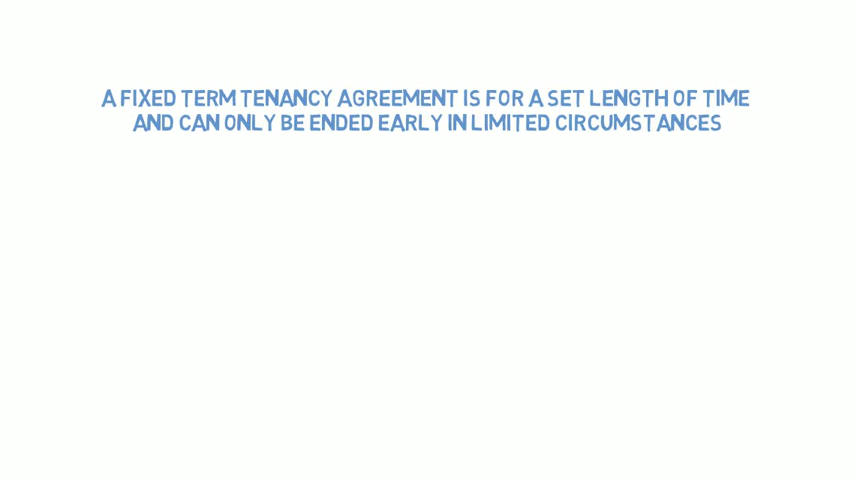 A FIXED TERM TENANCY AGREEMENT IS FOR A SET LENGTH OF TIME
AND CAN ONLY BE ENDED EARLY IN LIMITED CIRCUMSTANCES